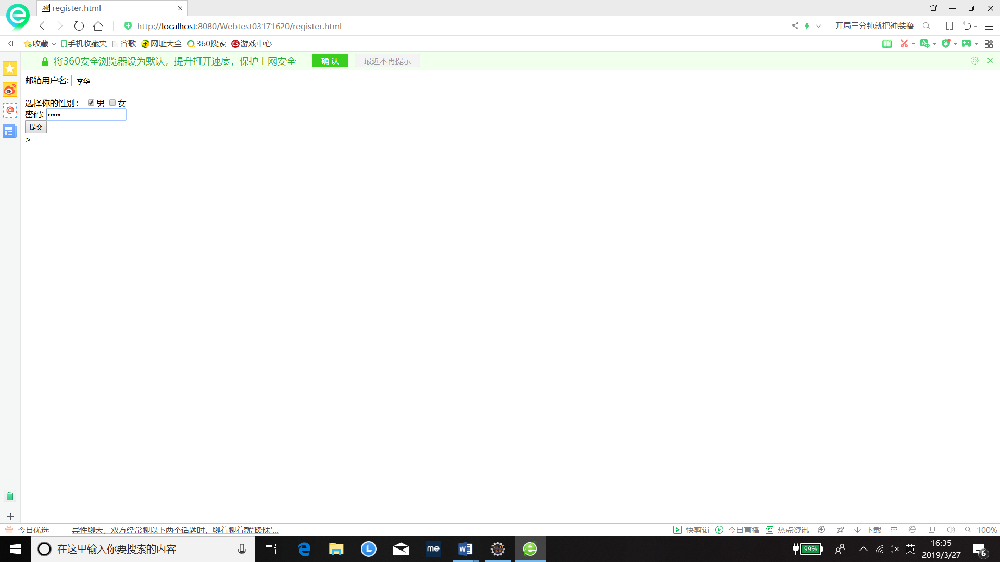 register.html
http://localhost:8080/Webtest03171620/register.html
开局三分钟就把神装撸
收藏 手机收藏夹 谷歌 网址大全 360搜索 游戏中心
将360安全浏览器设为默认，提升打开速度，保护上网安全 确 认 最近不再提示
邮箱用户名: 李华
选择你的性别： 男 女
密码: •••••
提交
>
今日优选 异性聊天，双方经常聊以下两个话题时，聊着聊着就"暧昧'... 快剪辑 今日直播 热点资讯 下载 100%
在这里输入你要搜索的内容 me 99% 英 16:35
2019/3/27 6